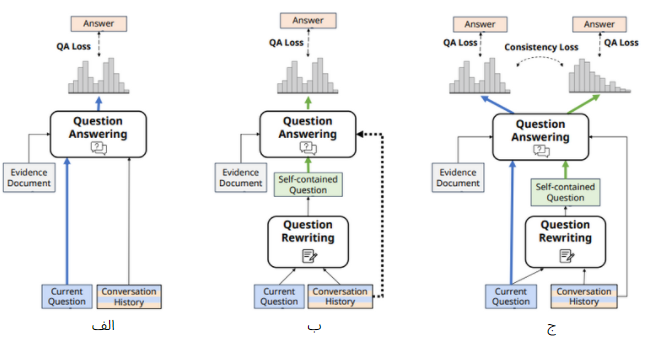 Answer
QA Loss
Question
Answering
Evidence
Document
Current
Question
Conversation
History
الف
Answer
QA Loss
Question
Answering
Evidence
Document
Self-contained
Question
Question
Rewriting
Current
Question
Conversation
History
ب
Answer
Answer
QA Loss
Consistency Loss
QA Loss
Question
Answering
Evidence
Document
Self-contained
Question
Question
Rewriting
Current
Question
Conversation
History
ج